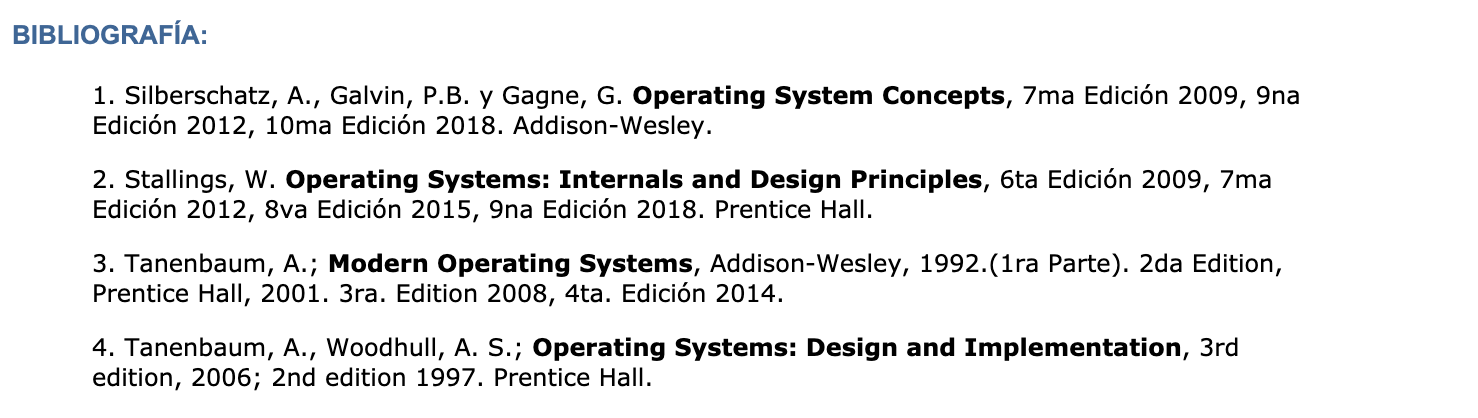 BIBLIOGRAFÍA:
1. Silberschatz, A., Galvin, P.B. y Gagne, G. Operating System Concepts, 7ma Edición 2009, 9na
Edición 2012, 10ma Edición 2018. Addison-Wesley.
2. Stallings, W. Operating Systems: Internals and Design Principles, 6ta Edición 2009, 7ma
Edición 2012, 8va Edición 2015, 9na Edición 2018. Prentice Hall.
3. Tanenbaum, A.; Modern Operating Systems, Addison-Wesley, 1992.(1ra Parte). 2da Edition,
Prentice Hall, 2001. 3ra. Edition 2008, 4ta. Edición 2014.
4. Tanenbaum, A., Woodhull, A. S.; Operating Systems: Design and Implementation, 3rd
edition, 2006; 2nd edition 1997. Prentice Hall.